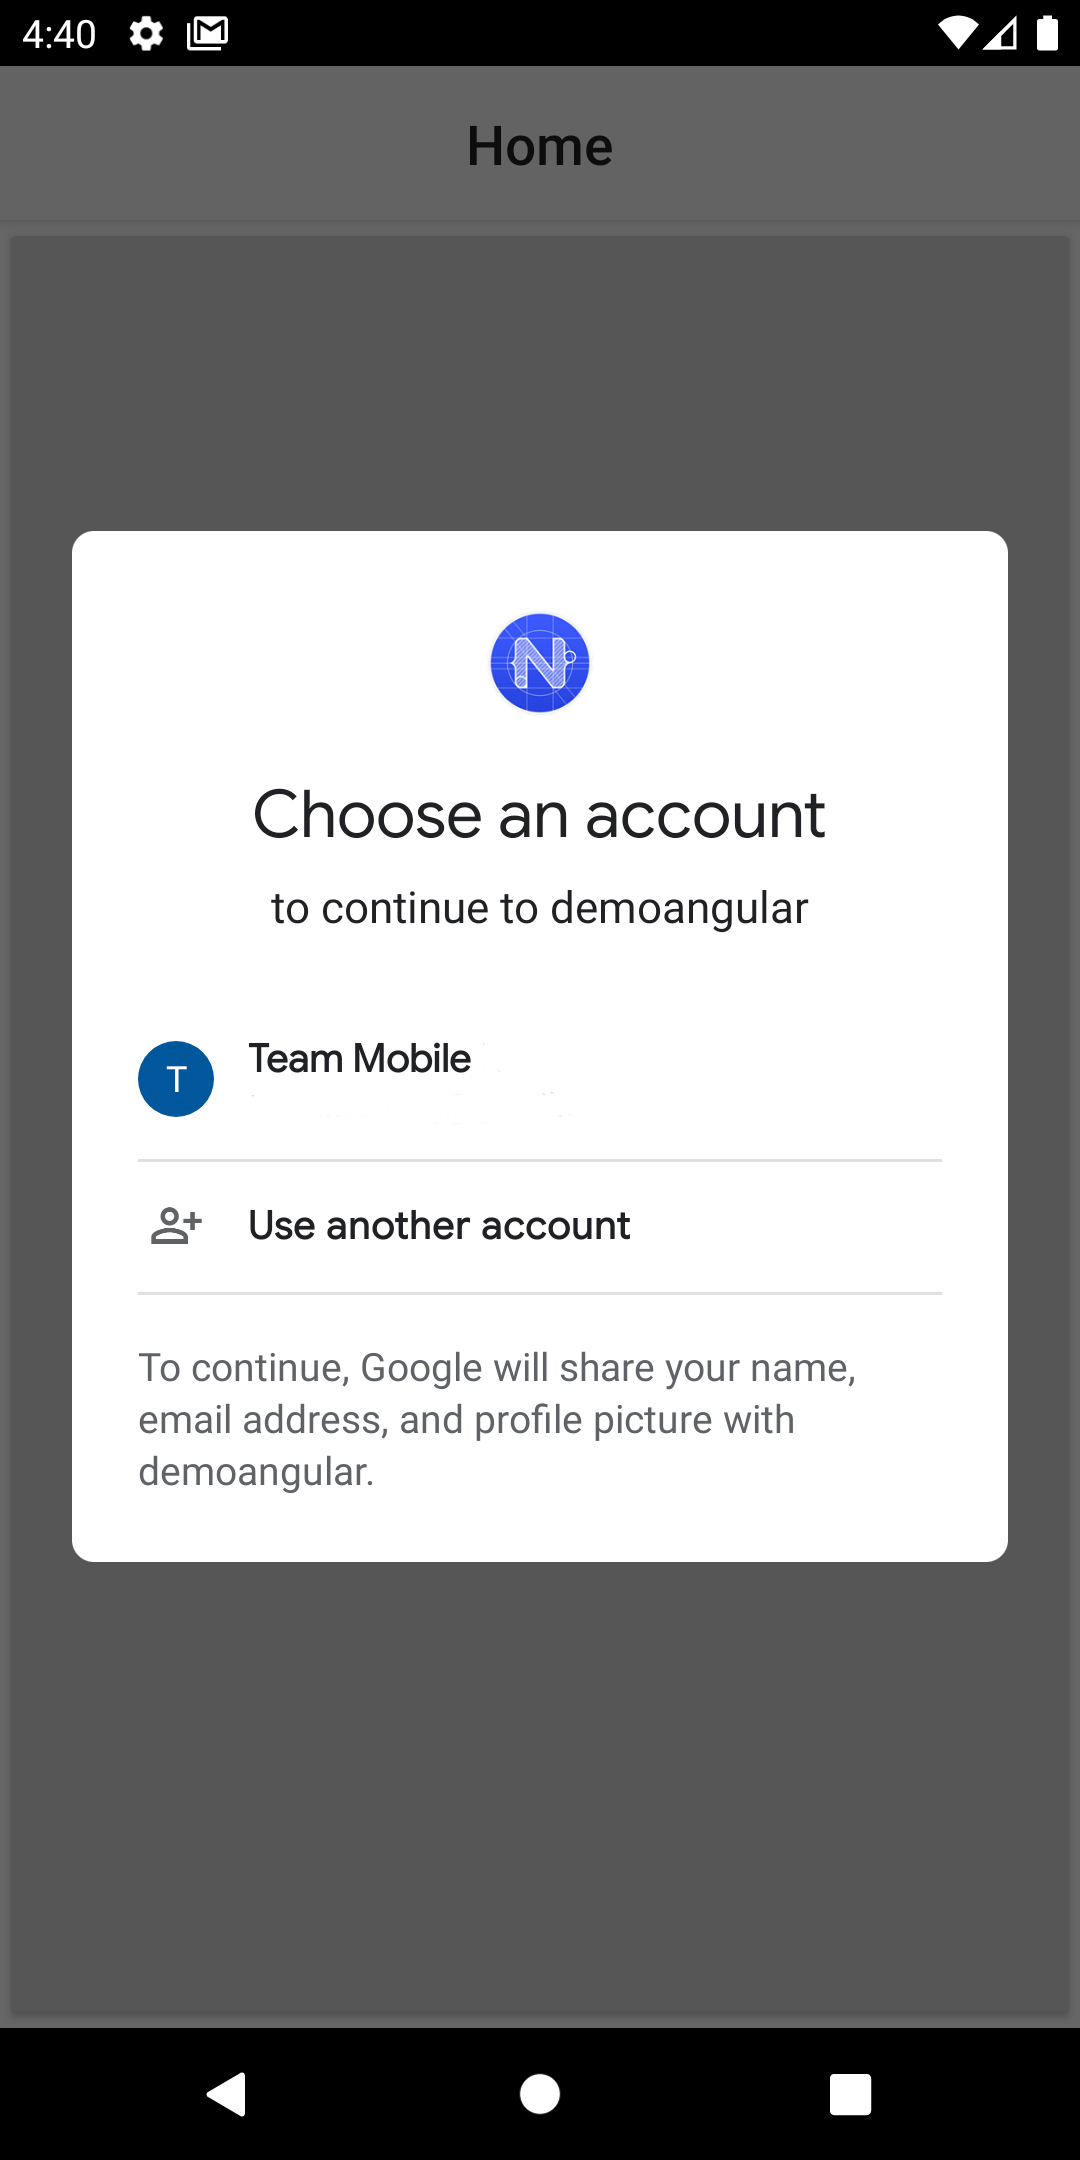 4:40
Home
N
Choose an account
to continue to demoangular
T
Team Mobile
Use another account
To continue, Google will share your name,
email address, and profile picture with
demoangular.